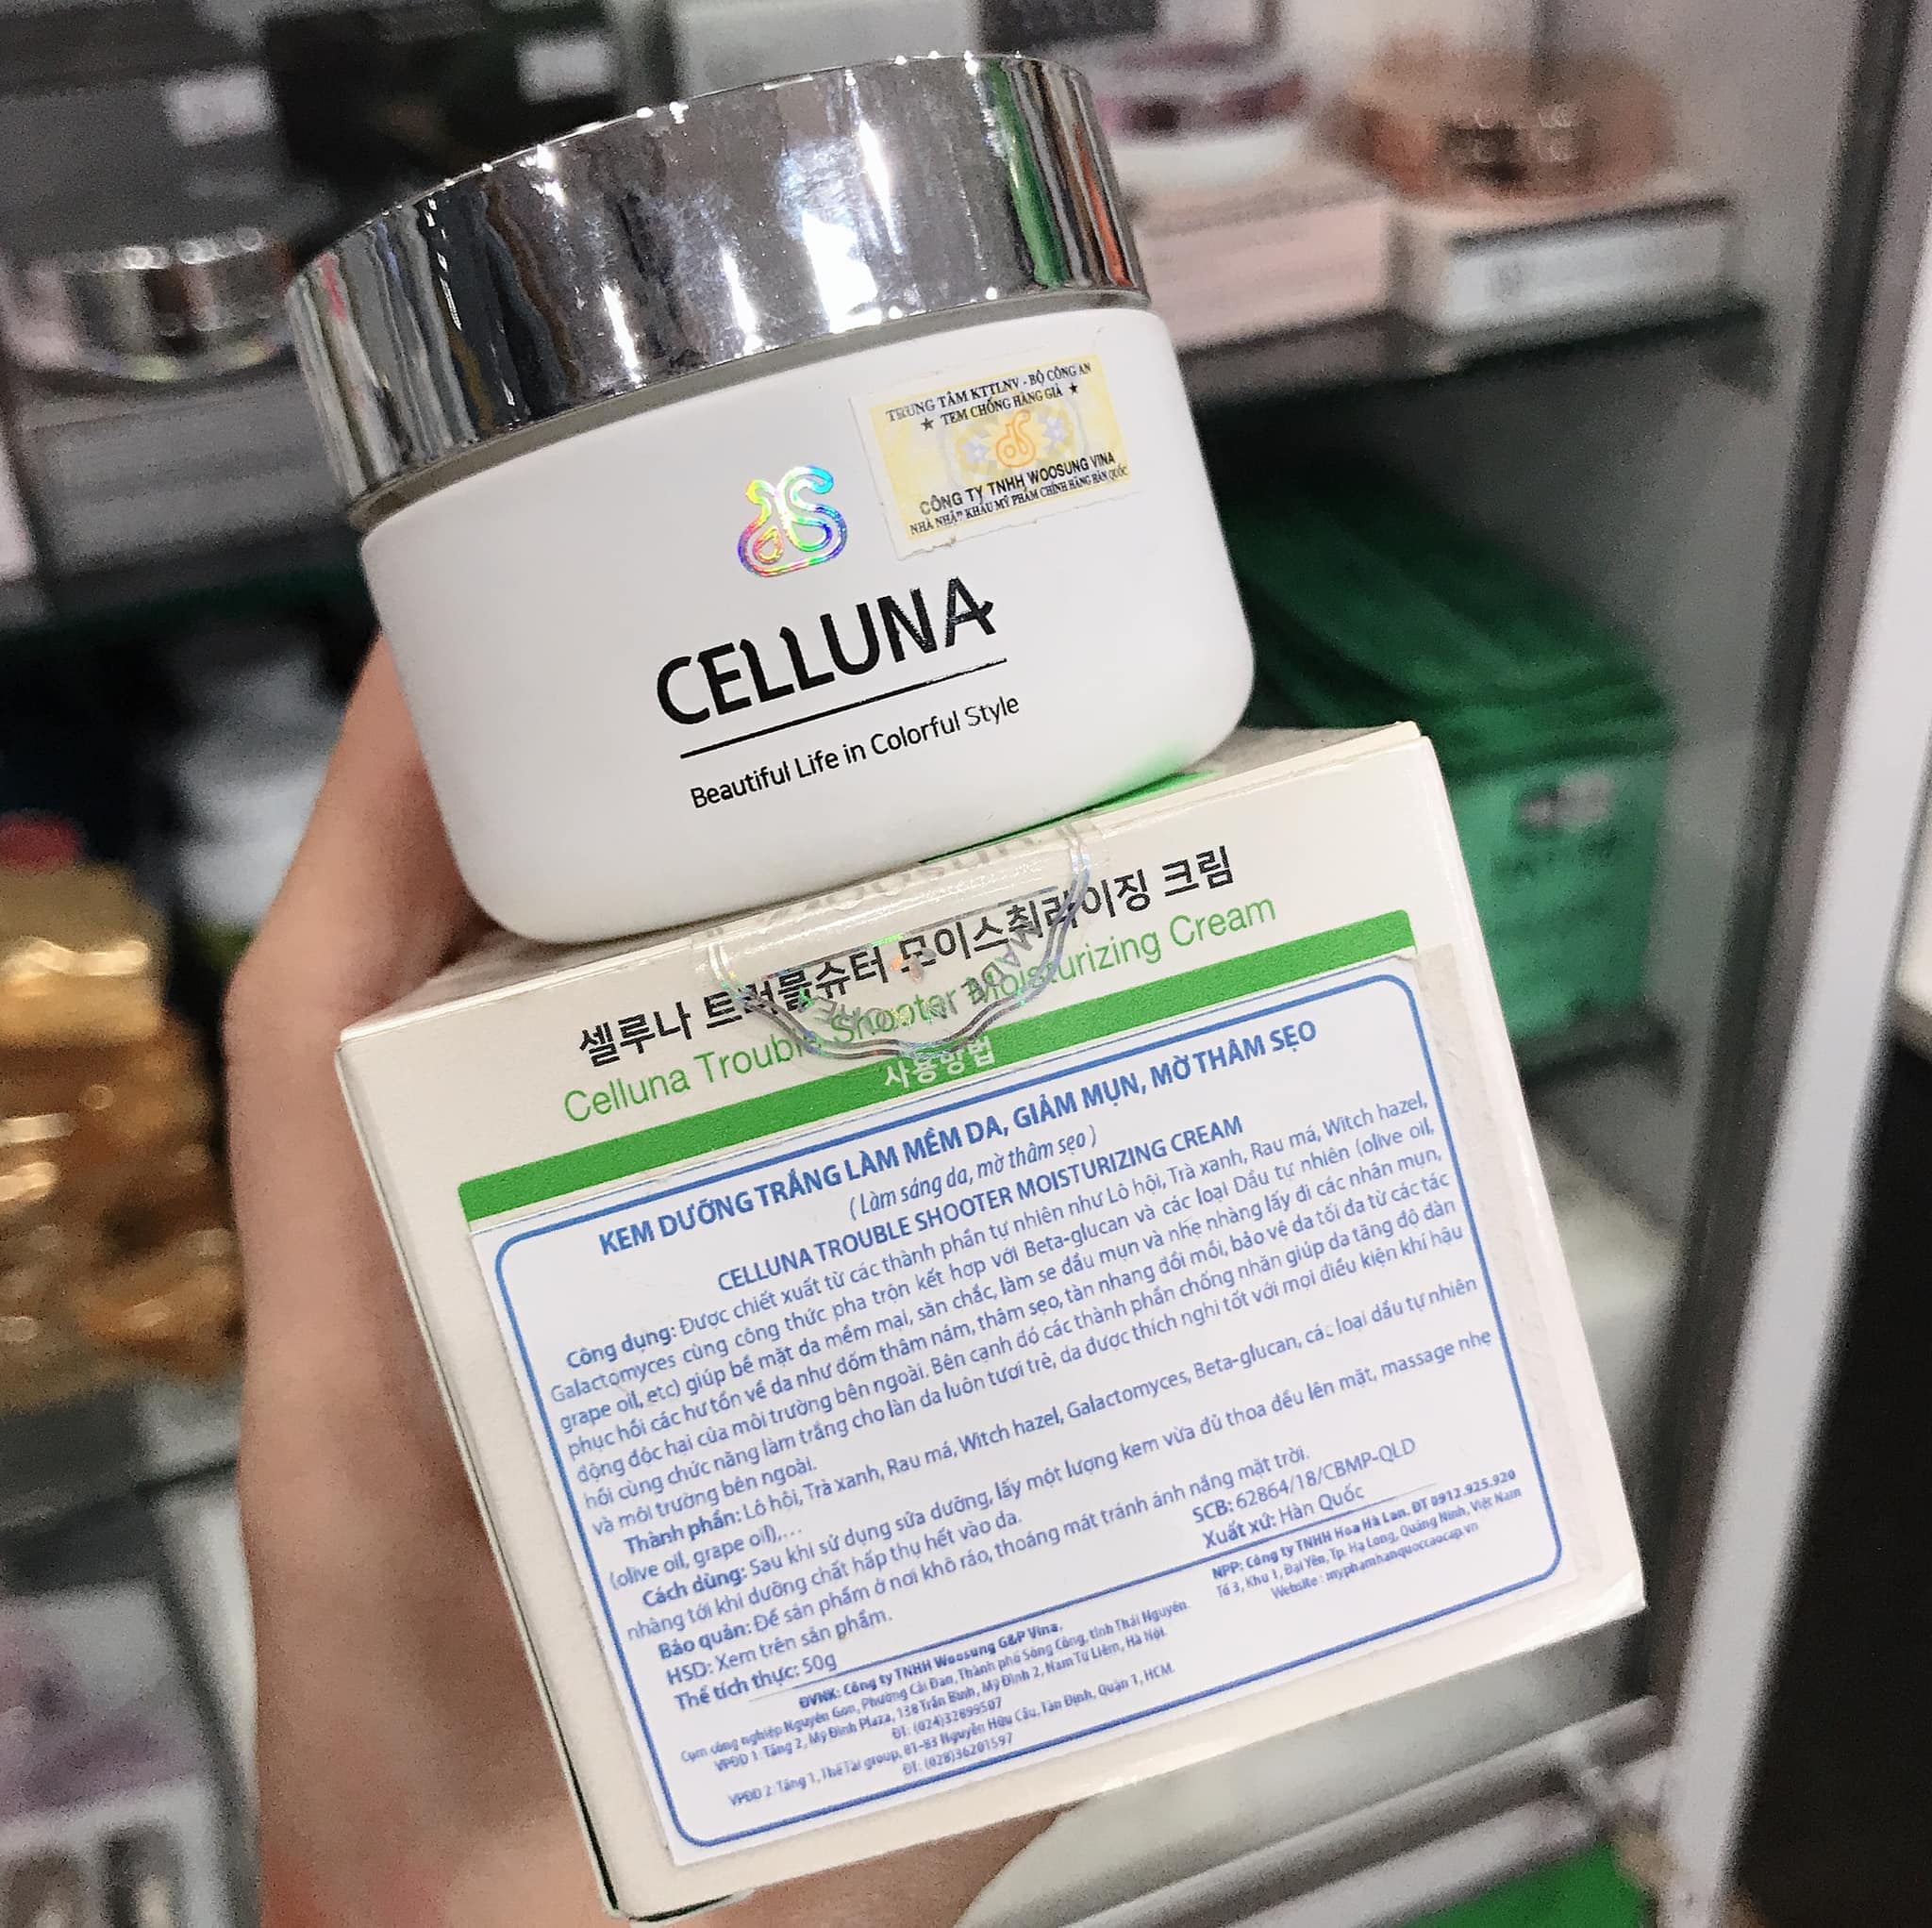 TRUNG TÂM KTTLNV - BỘ CÔNG AN
★ TEM CHỐNG HÀNG GIẢ ★
CÔNG TY TNHH WOOSUNG VINA
NHÀ NHẬP KHẨU MỸ PHẨM CHÍNH HÃNG HÀN QUỐC
CELLUNA
Beautiful Life in Colorful Style
셀루나 트러블슈터 모이스춰라이징 크림
Celluna Trouble Shooter Moisturizing Cream
사용방법
KEM DƯỠNG TRẮNG LÀM MỀM DA, GIẢM MỤN, MỜ THÂM SẸO
( Làm sáng da, mờ thâm sẹo )
CELLUNA TROUBLE SHOOTER MOISTURIZING CREAM
Công dụng: Được chiết xuất từ các thành phần tự nhiên như Lô hội, Trà xanh, Rau má, Witch hazel,
Galactomyces cùng công thức pha trộn kết hợp với Beta-glucan và các loại Dầu tự nhiên (olive oil,
grape oil, etc) giúp bề mặt da mềm mại, săn chắc, làm se đầu mụn và nhẹ nhàng lấy đi các nhân mụn,
phục hồi các hư tổn về da như đốm thâm nám, thâm sẹo, tàn nhang đồi mồi, bảo vệ da tối đa từ các tác
động độc hại của môi trường bên ngoài. Bên cạnh đó các thành phần chống nhăn giúp da tăng độ đàn
hồi cùng chức năng làm trắng cho làn da luôn tươi trẻ, da được thích nghi tốt với mọi điều kiện khí hậu
và môi trường bên ngoài.
Thành phần: Lô hội, Trà xanh, Rau má, Witch hazel, Galactomyces, Beta-glucan, các loại dầu tự nhiên
(olive oil, grape oil),...
Cách dùng: Sau khi sử dụng sữa dưỡng, lấy một lượng kem vừa đủ thoa đều lên mặt, massage nhẹ
nhàng tới khi dưỡng chất hấp thụ hết vào da.
Bảo quản: Để sản phẩm ở nơi khô ráo, thoáng mát tránh ánh nắng mặt trời.
HSD: Xem trên sản phẩm.
Thể tích thực: 50g
SCB: 62864/18/CBMP-QLD
Xuất xứ: Hàn Quốc
ĐVNK: Công ty TNHH Woosung G&P Vina.
Cụm công nghiệp Nguyên Gon, Phường Cải Đan, Thành phố Sông Công, tỉnh Thái Nguyên.
VPĐD 1: Tầng 2, Mỹ Đình Plaza, 138 Trần Bình, Mỹ Đình 2, Nam Từ Liêm, Hà Nội.
ĐT: (024)32899507
VPĐD 2: Tầng 1, Thế Tài group, 81-83 Nguyễn Hữu Cầu, Tân Định, Quận 1, HCM.
ĐT: (028)36201597
NPP: Công ty TNHH Hoa Hà Lan. ĐT 0912.925.920
Tổ 3, Khu 1, Đại Yên, Tp. Hạ Long, Quảng Ninh, Việt Nam
Website : myphamhanquoccaocap.vn